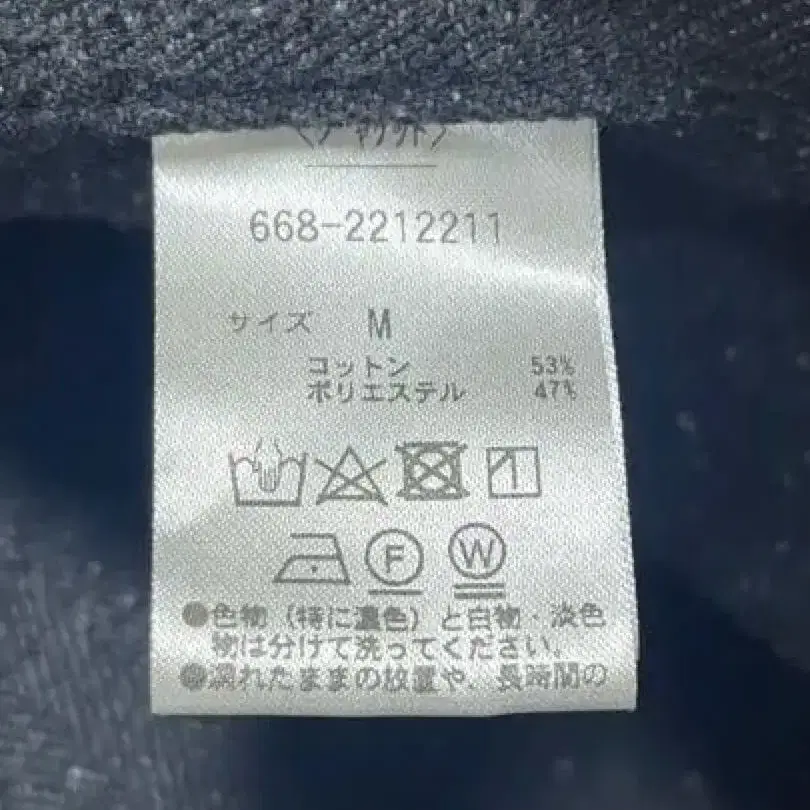 668-2212211
サイズ M
コットン 53%
ポリエステル 47%
F W
●色物（特に濃色）と白物・淡色
物は分けて洗ってください。
●濡れたままの放置や、長時間の